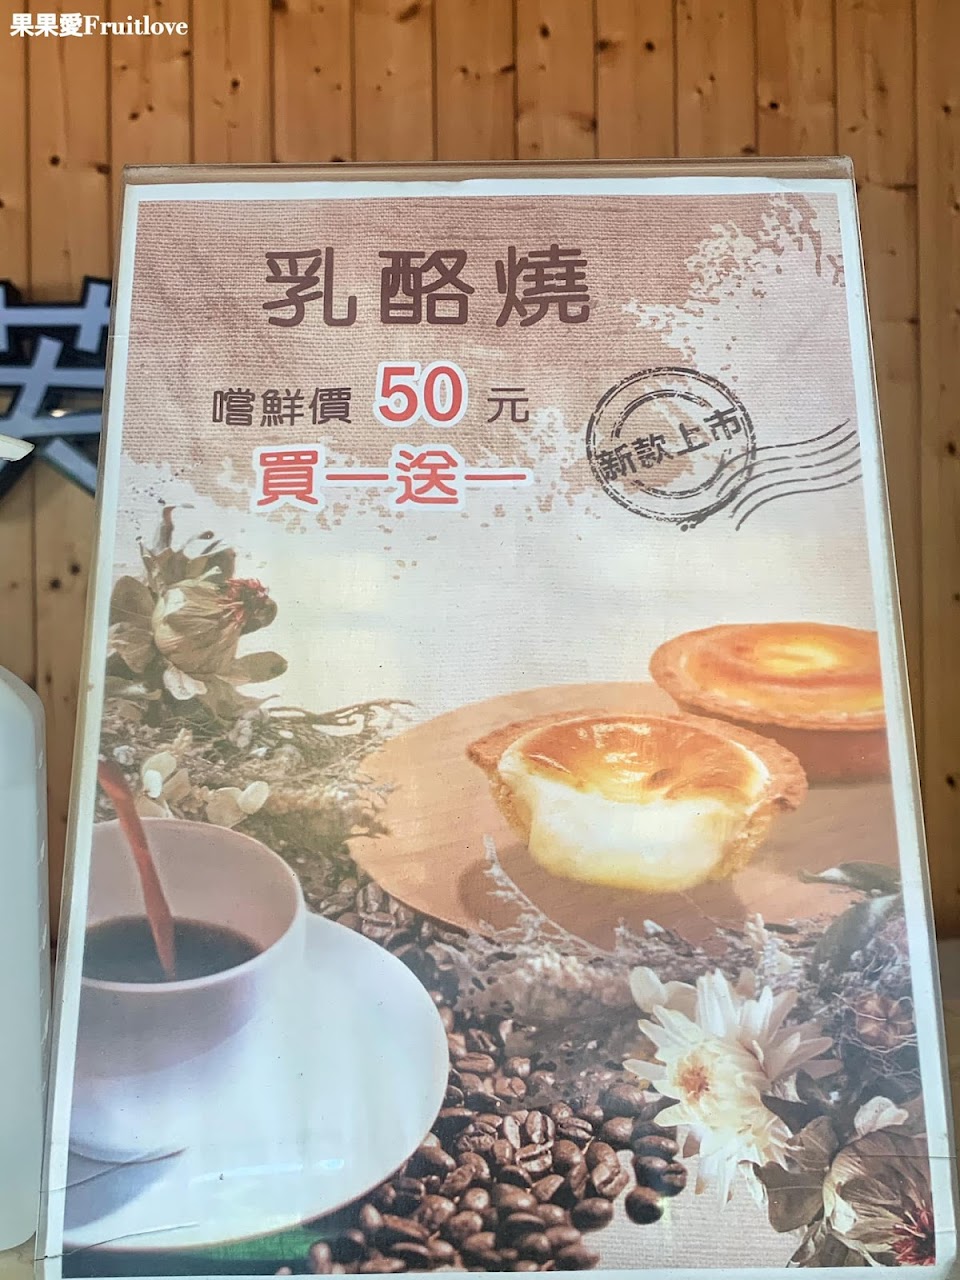 果果愛Fruitlove
英
乳酪燒
嚐鮮價 50 元
買一送一
新款上市